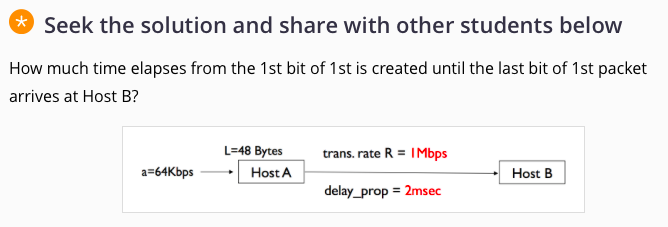 * Seek the solution and share with other students below
How much time elapses from the 1st bit of 1st is created until the last bit of 1st packet
arrives at Host B?
L=48 Bytes
trans. rate R = 1Mbps
a=64Kbps
Host A
Host B
delay_prop = 2msec